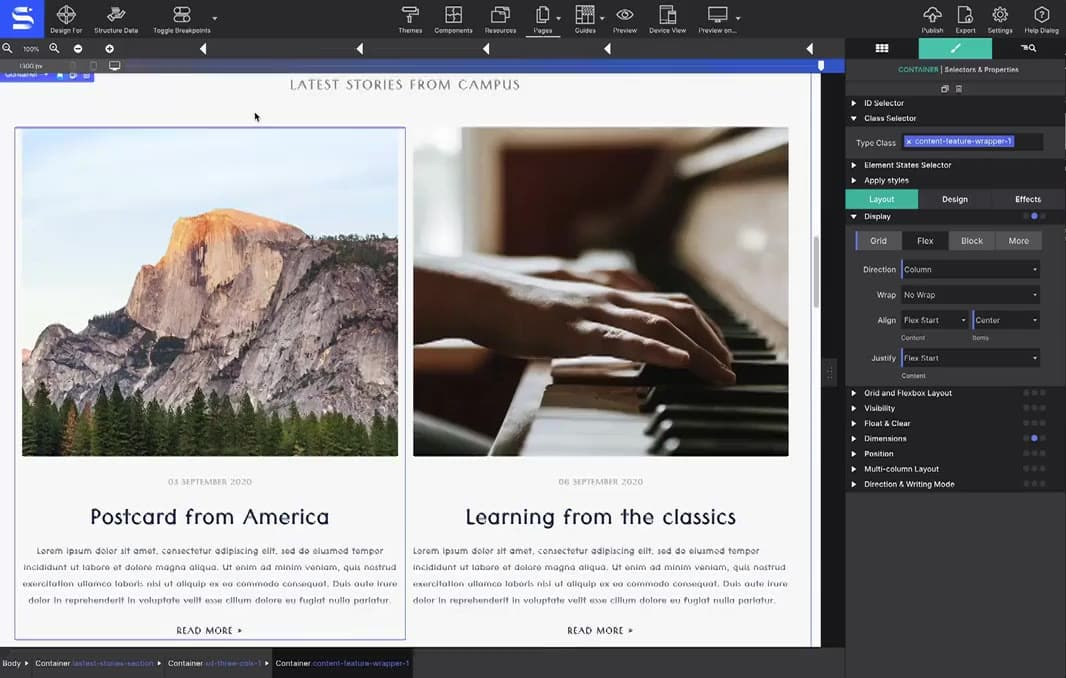 Design For
Structure Data
Toggle Breakpoints
Themes
Components
Resources
Pages
Guides
Preview
Device View
Preview on...
Publish
Export
Settings
Help Dialog
100%
1300 px
Container
LATEST STORIES FROM CAMPUS
03 SEPTEMBER 2020
Postcard from America
Lorem ipsum dolor sit amet, consectetur adipiscing elit, sed do eiusmod tempor
incididunt ut labore et dolore magna aliqua. Ut enim ad minim veniam, quis nostrud
exercitation ullamco laboris nisi ut aliquip ex ea commodo consequat. Duis aute irure
dolor in reprehenderit in voluptate velit esse cillum dolore eu fugiat nulla pariatur.
READ MORE »
06 SEPTEMBER 2020
Learning from the classics
Lorem ipsum dolor sit amet, consectetur adipiscing elit, sed do eiusmod tempor
incididunt ut labore et dolore magna aliqua. Ut enim ad minim veniam, quis nostrud
exercitation ullamco laboris nisi ut aliquip ex ea commodo consequat. Duis aute irure
dolor in reprehenderit in voluptate velit esse cillum dolore eu fugiat nulla pariatur.
READ MORE »
CONTAINER | Selectors & Properties
ID Selector
Class Selector
Type Class × content-feature-wrapper-1
Element States Selector
Apply styles
Layout Design Effects
Display
Grid Flex Block More
Direction Column
Wrap No Wrap
Align Flex Start Center
Content Items
Justify Flex Start
Content
Grid and Flexbox Layout
Visibility
Float & Clear
Dimensions
Position
Multi-column Layout
Direction & Writing Mode
Body Container.lastest-stories-section Container.sd-three-cols-1 Container.content-feature-wrapper-1